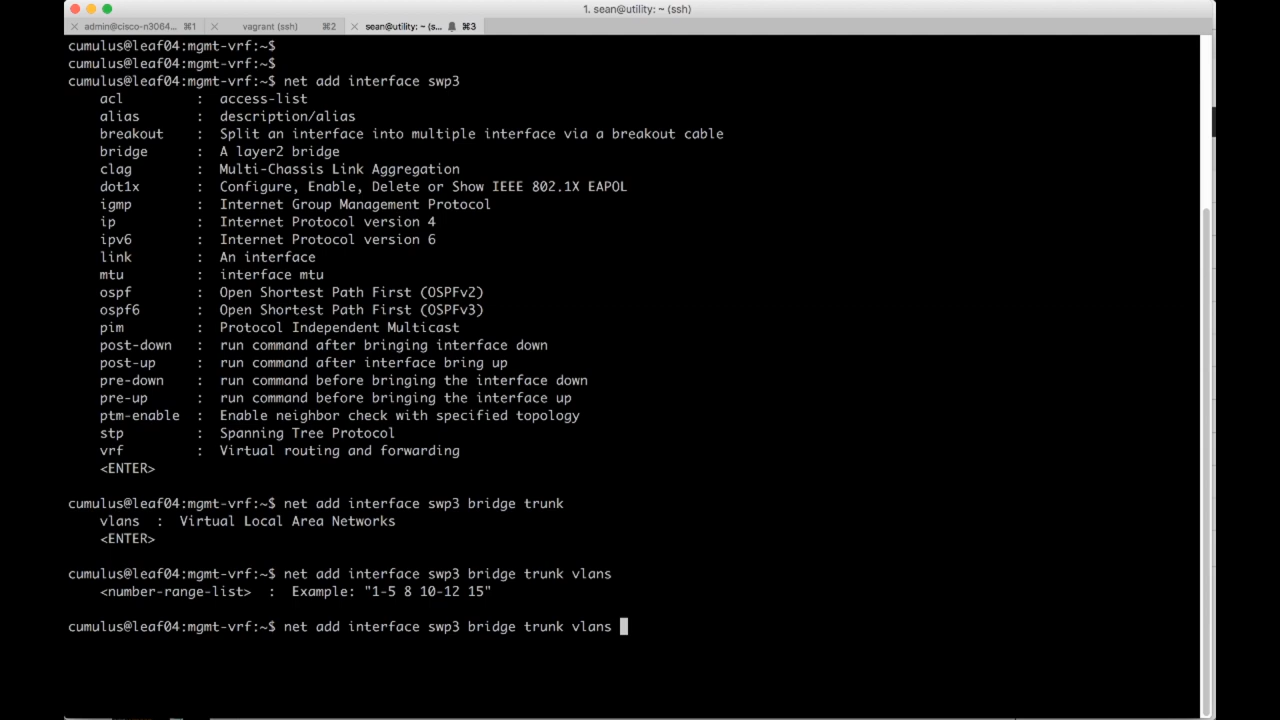 1. sean@utility: ~ (ssh)
× admin@cisco-n3064... ⌘1 × vagrant (ssh) ⌘2 × sean@utility: ~ (s... ⌘3
cumulus@leaf04:mgmt-vrf:~$
cumulus@leaf04:mgmt-vrf:~$
cumulus@leaf04:mgmt-vrf:~$ net add interface swp3
acl : access-list
alias : description/alias
breakout : Split an interface into multiple interface via a breakout cable
bridge : A layer2 bridge
clag : Multi-Chassis Link Aggregation
dot1x : Configure, Enable, Delete or Show IEEE 802.1X EAPOL
igmp : Internet Group Management Protocol
ip : Internet Protocol version 4
ipv6 : Internet Protocol version 6
link : An interface
mtu : interface mtu
ospf : Open Shortest Path First (OSPFv2)
ospf6 : Open Shortest Path First (OSPFv3)
pim : Protocol Independent Multicast
post-down : run command after bringing interface down
post-up : run command after interface bring up
pre-down : run command before bringing the interface down
pre-up : run command before bringing the interface up
ptm-enable : Enable neighbor check with specified topology
stp : Spanning Tree Protocol
vrf : Virtual routing and forwarding
<ENTER>
cumulus@leaf04:mgmt-vrf:~$ net add interface swp3 bridge trunk
vlans : Virtual Local Area Networks
<ENTER>
cumulus@leaf04:mgmt-vrf:~$ net add interface swp3 bridge trunk vlans
<number-range-list> : Example: "1-5 8 10-12 15"
cumulus@leaf04:mgmt-vrf:~$ net add interface swp3 bridge trunk vlans